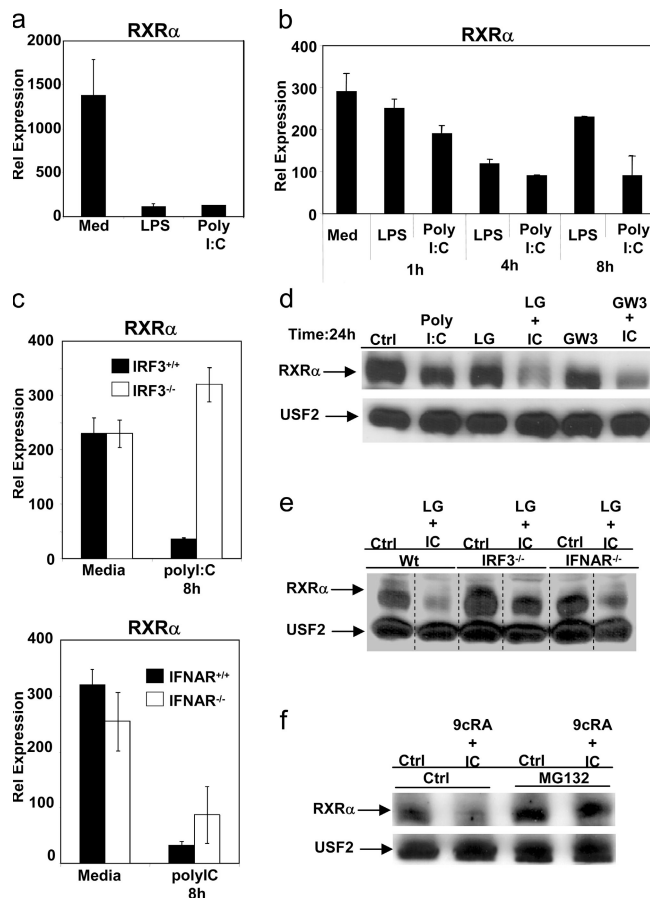 a
RXRα
Rel Expression
2000
1500
1000
500
0
Med LPS Poly I:C
b
RXRα
Rel Expression
400
300
200
100
0
Med LPS Poly I:C LPS Poly I:C LPS Poly I:C
1h 4h 8h
c
RXRα
IRF3+/+
IRF3-/-
Rel Expression
400
300
200
100
0
Media polyI:C 8h
RXRα
IFNAR+/+
IFNAR-/-
Rel Expression
400
300
200
100
0
Media polyIC 8h
d
Time:24h Ctrl Poly I:C LG LG + IC GW3 GW3 + IC
RXRα
USF2
e
Ctrl LG + IC Ctrl LG + IC Ctrl LG + IC
Wt IRF3-/- IFNAR-/-
RXRα
USF2
f
Ctrl 9cRA + IC Ctrl 9cRA + IC
Ctrl MG132
RXRα
USF2